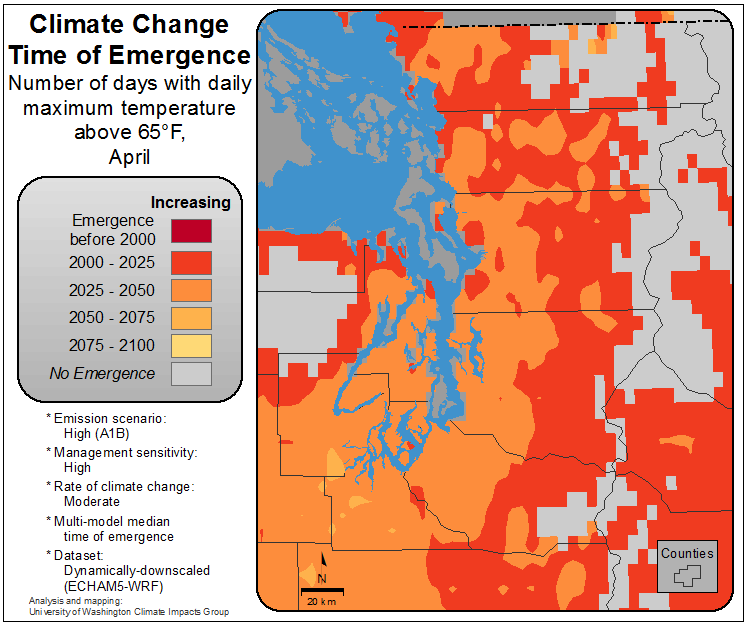 Climate Change
Time of Emergence
Number of days with daily
maximum temperature
above 65°F,
April
Increasing
Emergence
before 2000
2000 - 2025
2025 - 2050
2050 - 2075
2075 - 2100
No Emergence
* Emission scenario:
High (A1B)
* Management sensitivity:
High
* Rate of climate change:
Moderate
* Multi-model median
time of emergence
* Dataset:
Dynamically-downscaled
(ECHAM5-WRF)
Analysis and mapping:
University of Washington Climate Impacts Group
N
20 km
Counties